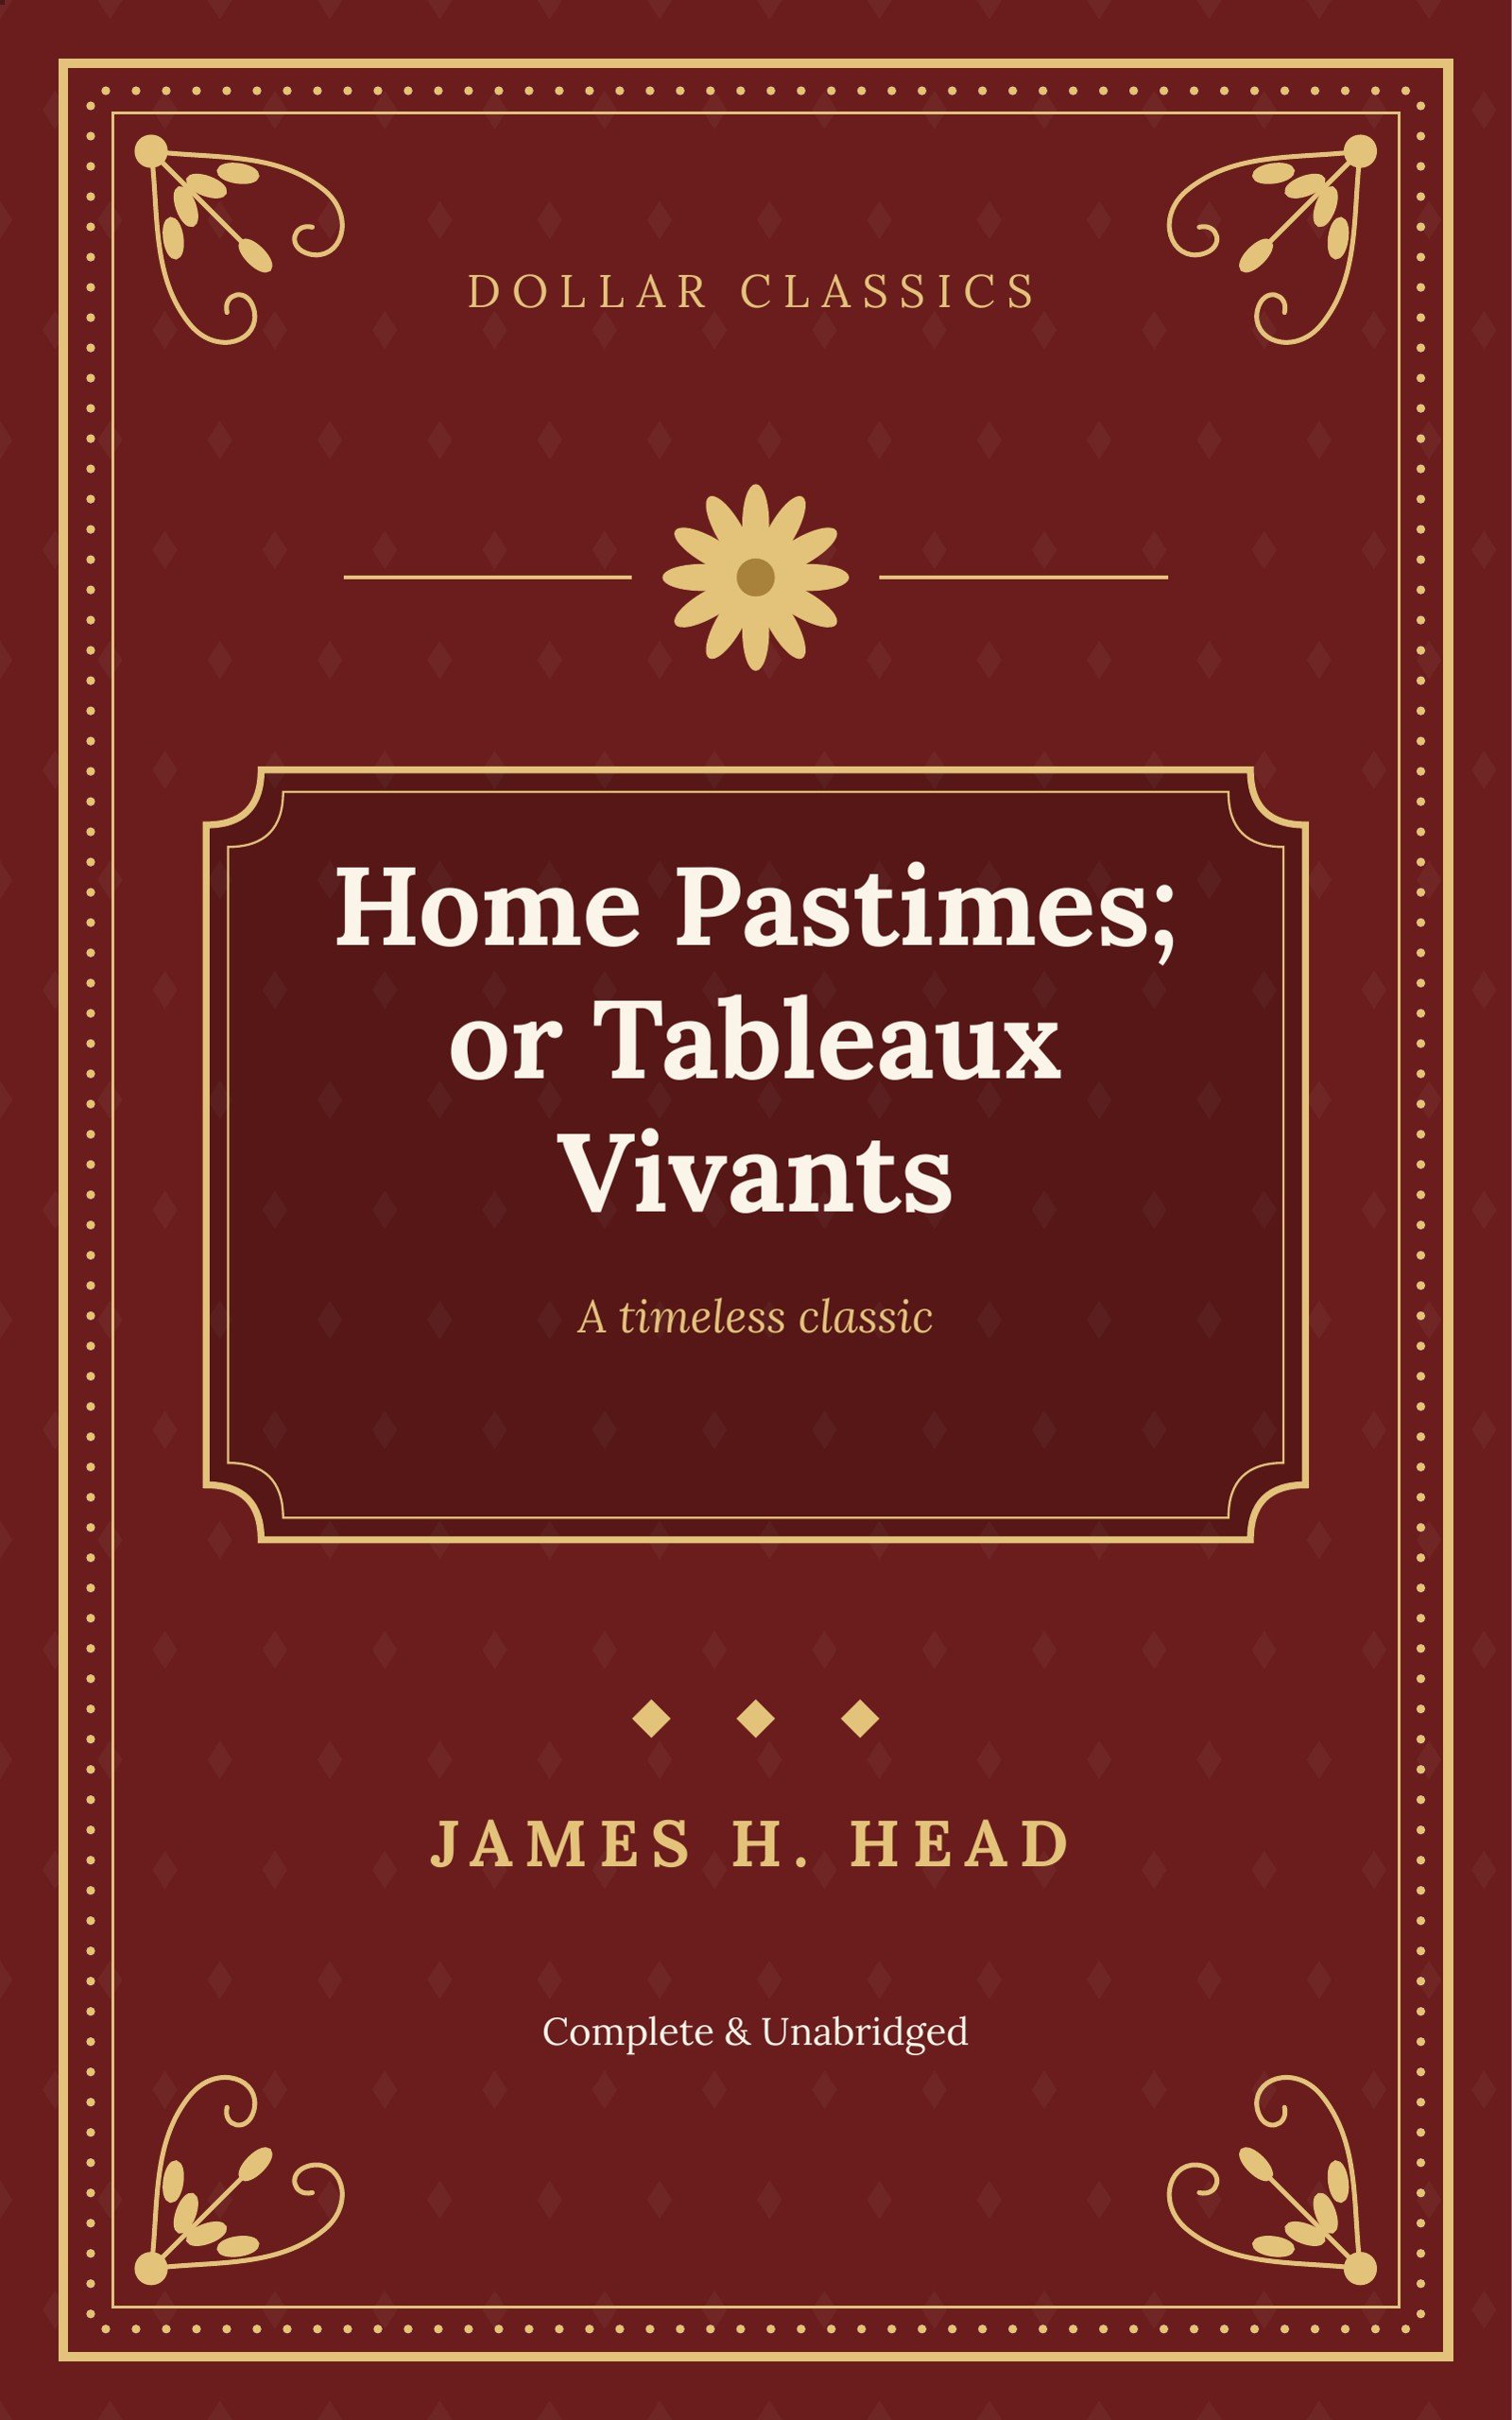 DOLLAR CLASSICS
Home Pastimes;
or Tableaux
Vivants
A timeless classic
JAMES H. HEAD
Complete & Unabridged